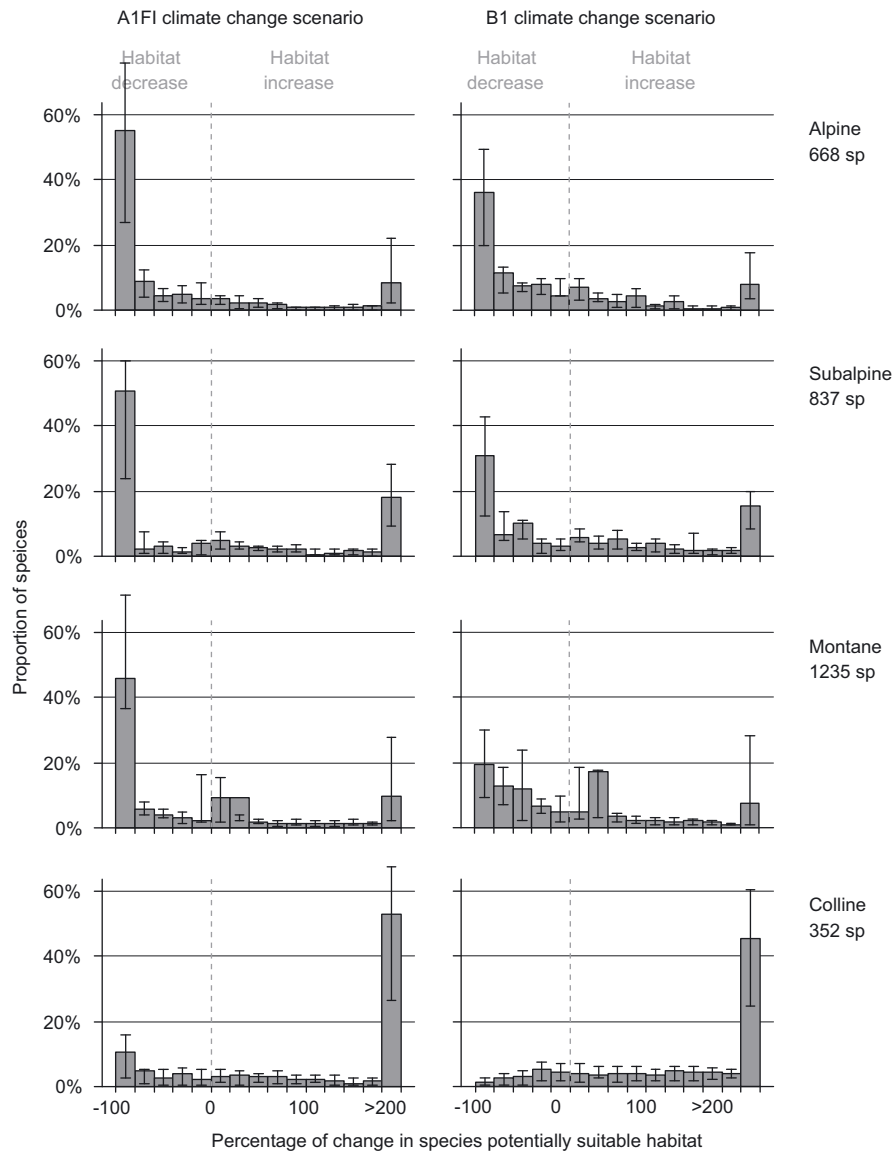 A1FI climate change scenario
B1 climate change scenario
Habitat
decrease
Habitat
increase
Habitat
decrease
Habitat
increase
60%
40%
20%
0%
Alpine
668 sp
60%
40%
20%
0%
Subalpine
837 sp
60%
40%
20%
0%
Montane
1235 sp
60%
40%
20%
0%
Colline
352 sp
Proportion of speices
-100 0 100 >200
-100 0 100 >200
Percentage of change in species potentially suitable habitat